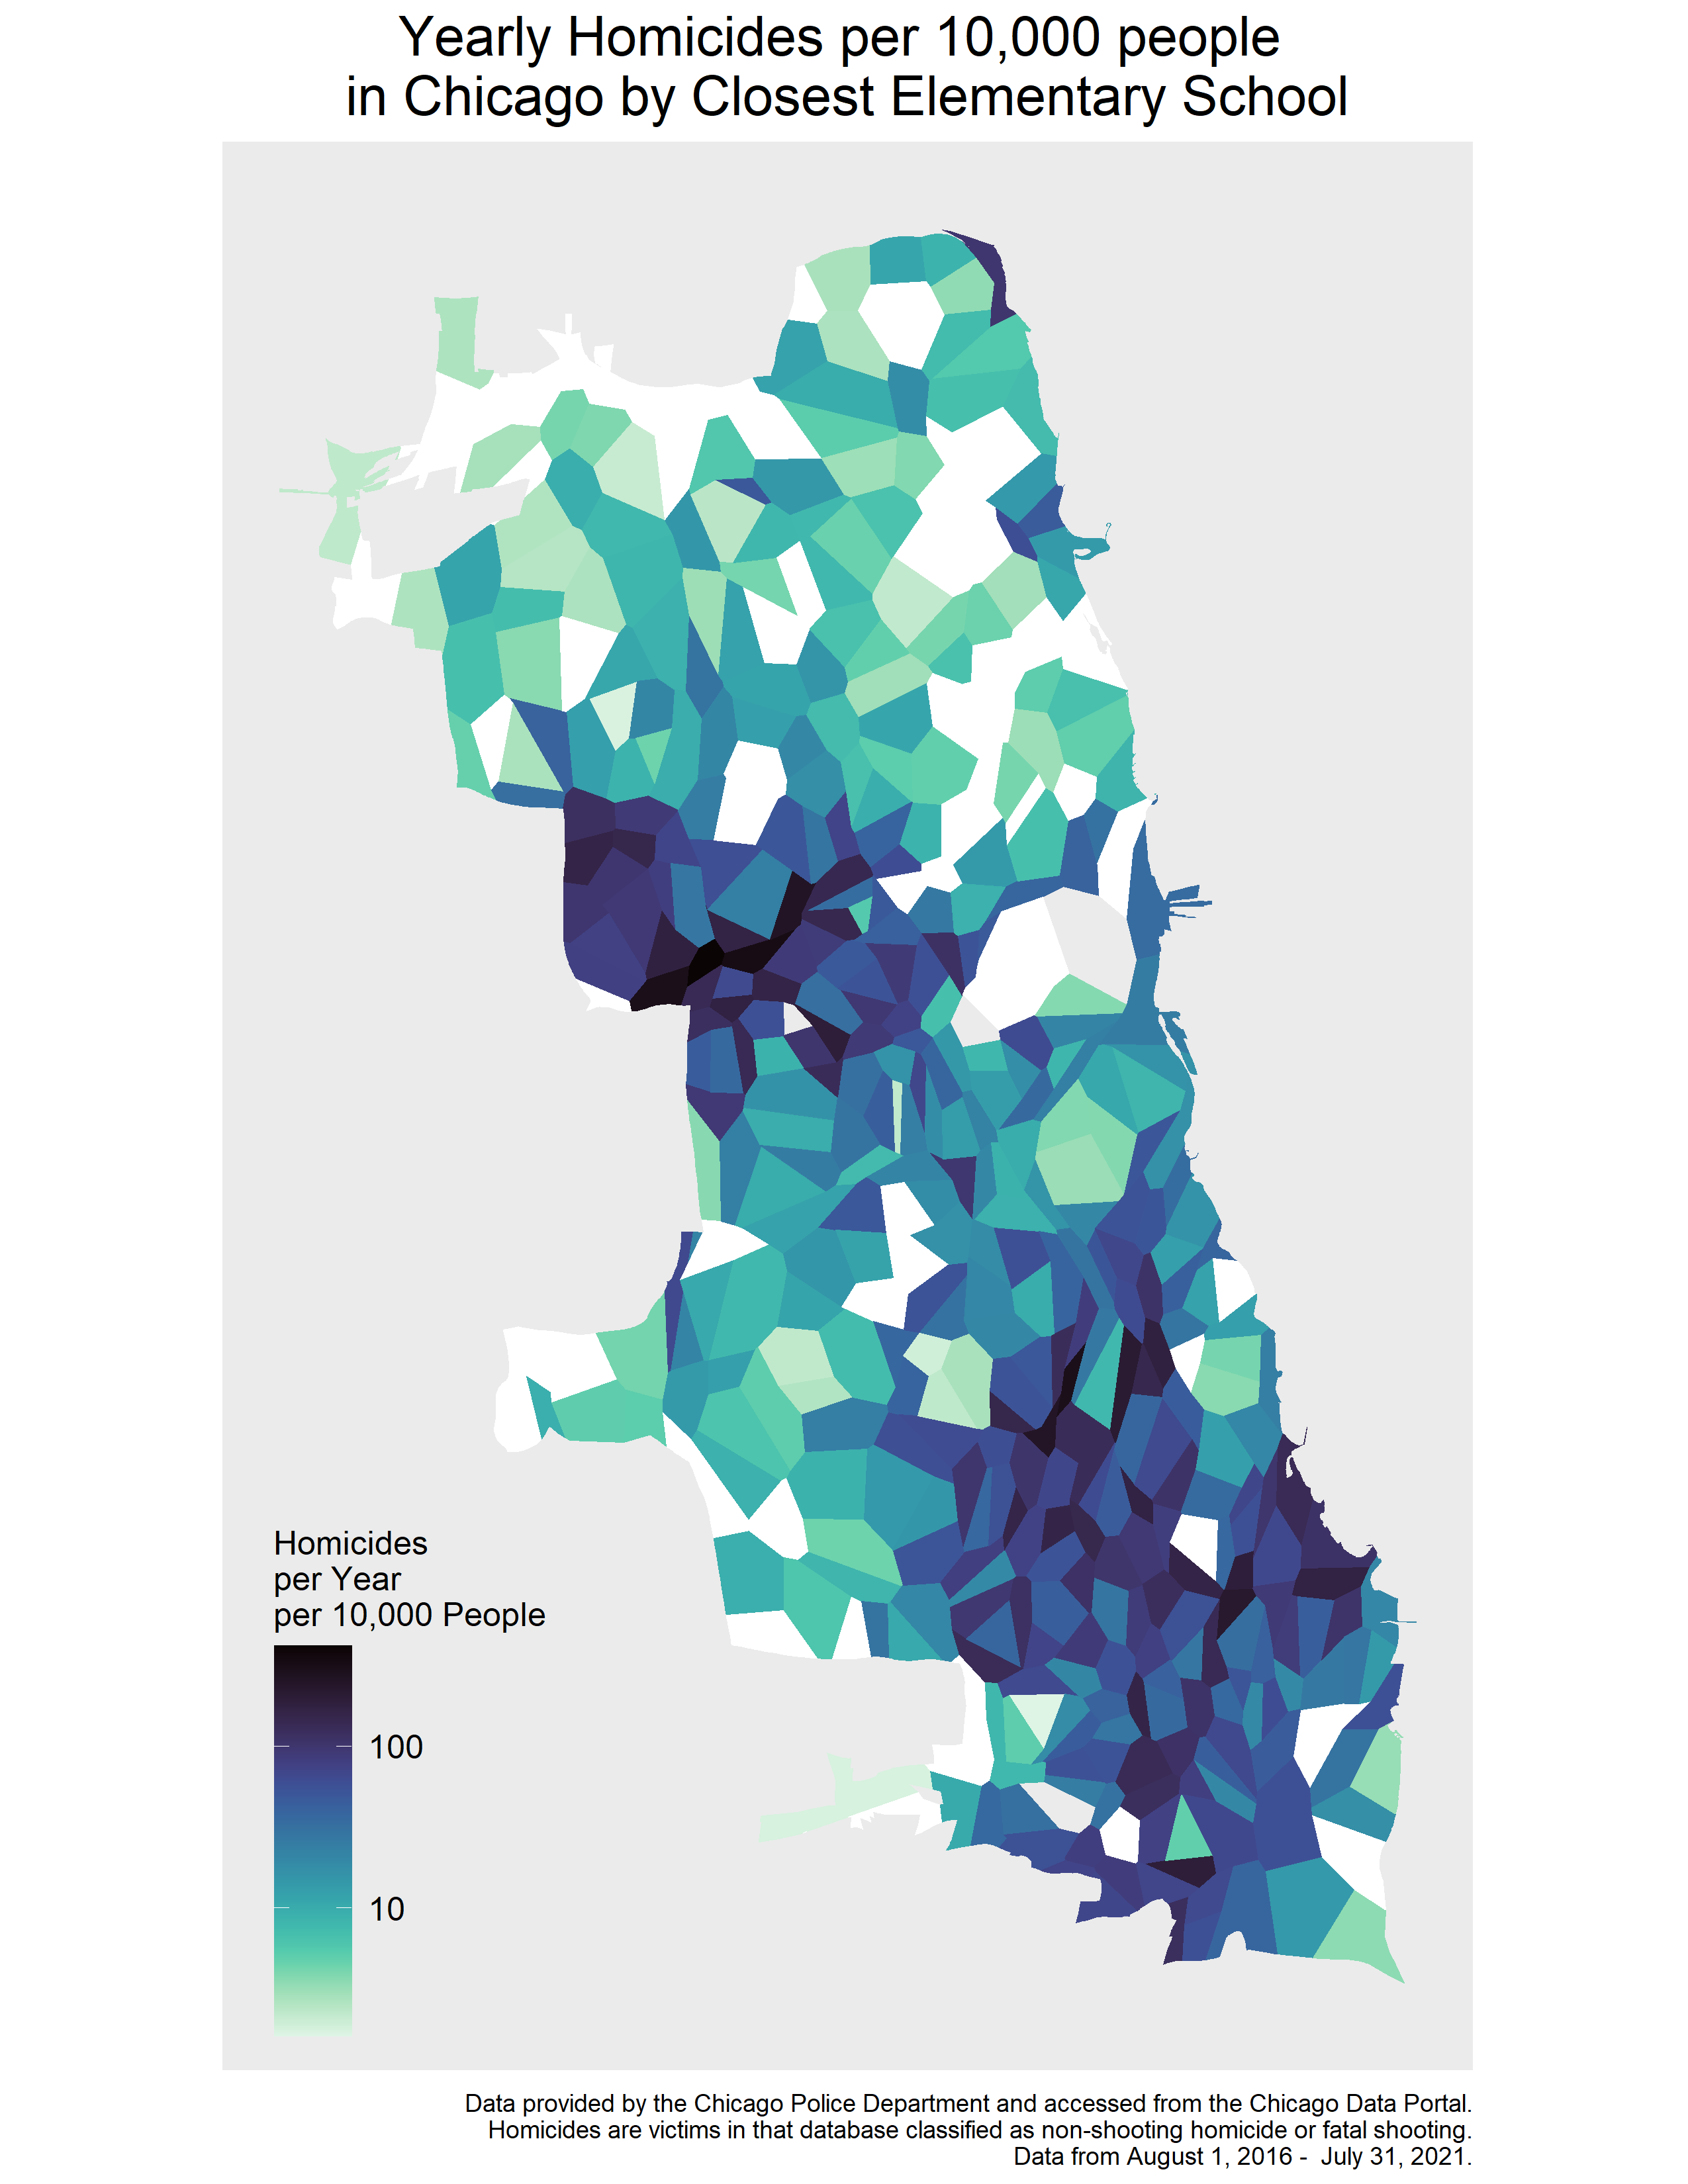 Yearly Homicides per 10,000 people
in Chicago by Closest Elementary School
Homicides
per Year
per 10,000 People
100
10
Data provided by the Chicago Police Department and accessed from the Chicago Data Portal.
Homicides are victims in that database classified as non-shooting homicide or fatal shooting.
Data from August 1, 2016 -  July 31, 2021.